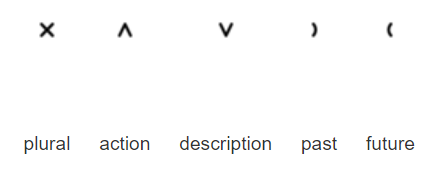 × ∧ ∨ ) (
plural action description past future